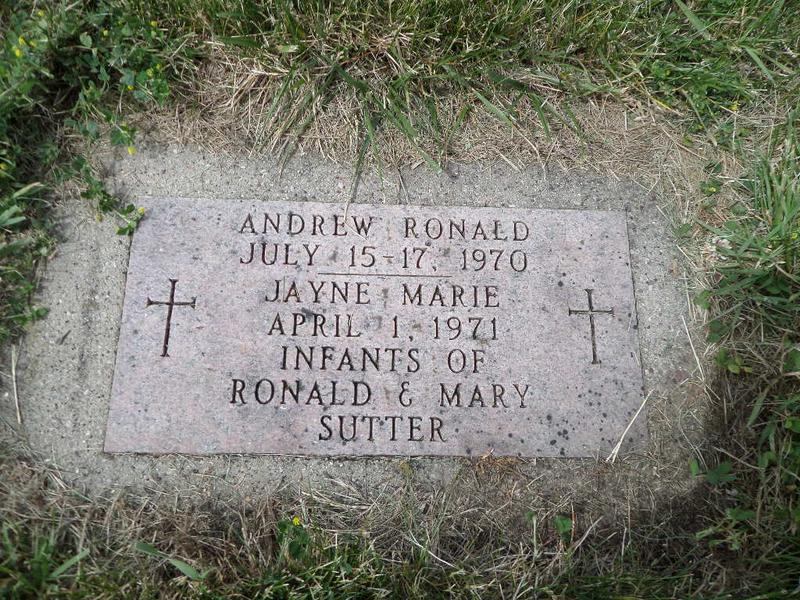 ANDREW RONALD
JULY 15-17, 1970
JAYNE MARIE
APRIL 1, 1971
INFANTS OF
RONALD & MARY
SUTTER